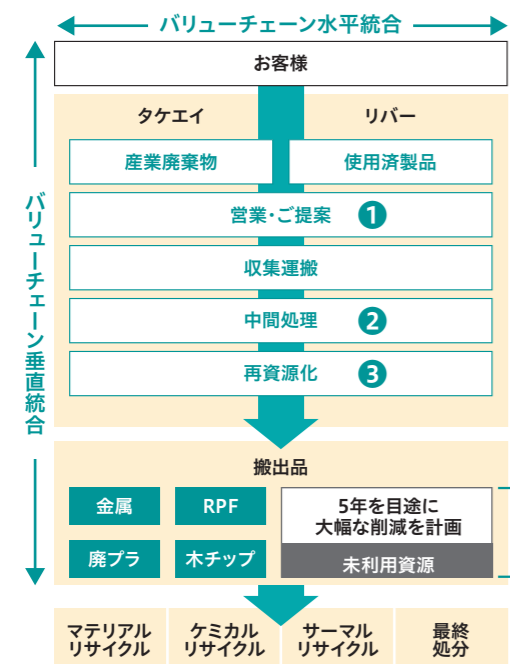 バリューチェーン水平統合
お客様
タケエイ
リバー
産業廃棄物
使用済製品
営業・ご提案 1
収集運搬
中間処理 2
再資源化 3
バリューチェーン垂直統合
搬出品
金属
RPF
廃プラ
木チップ
5年を目途に
大幅な削減を計画
未利用資源
マテリアル
リサイクル
ケミカル
リサイクル
サーマル
リサイクル
最終
処分